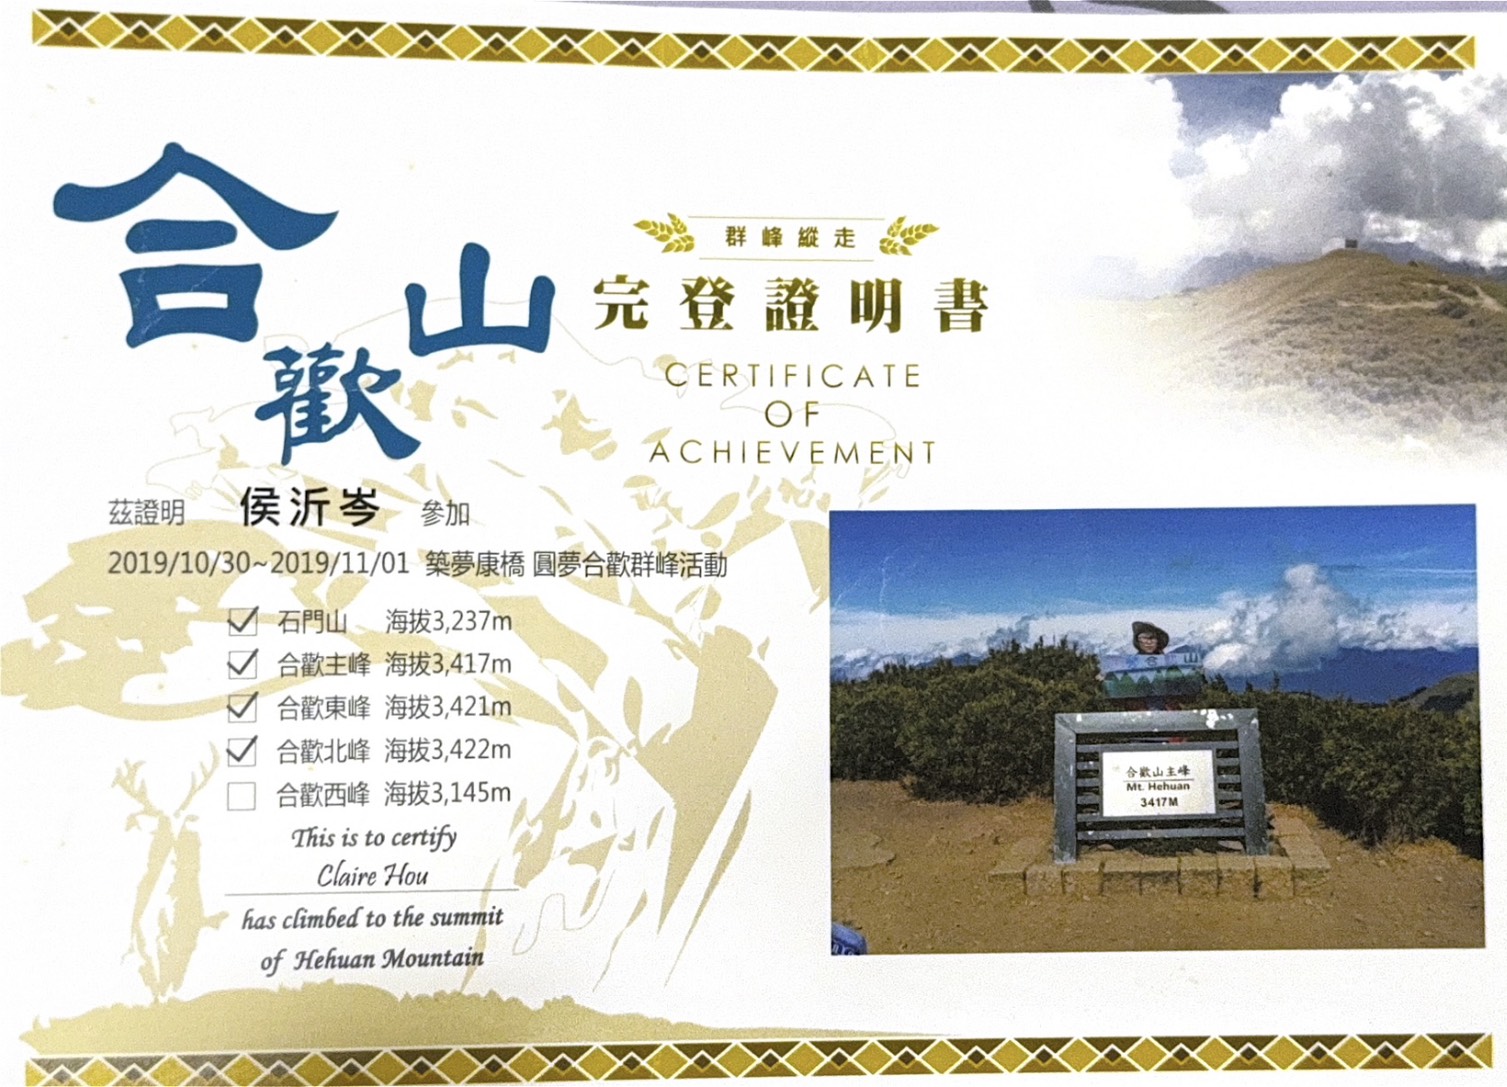 合歡山
群峰縱走
完登證明書
CERTIFICATE
OF
ACHIEVEMENT
茲證明 侯沂岑 參加
2019/10/30~2019/11/01 築夢康橋 圓夢合歡群峰活動
石門山 海拔3,237m
合歡主峰 海拔3,417m
合歡東峰 海拔3,421m
合歡北峰 海拔3,422m
合歡西峰 海拔3,145m
This is to certify
Claire Hou
has climbed to the summit
of Hehuan Mountain
合歡山主峰
Mt. Hehuan
3417M